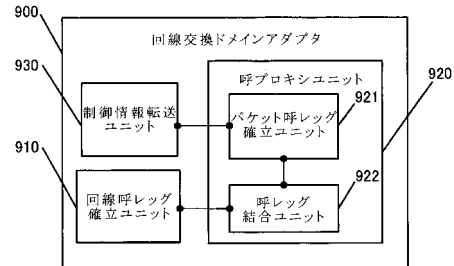 900
回線交換ドメインアダプタ
930
呼プロキシユニット
920
制御情報転送
ユニット
パケット呼レッグ
確立ユニット
921
910
回線呼レッグ
確立ユニット
呼レッグ
結合ユニット
922